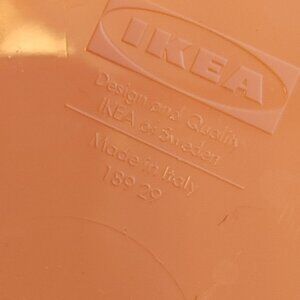 IKEA
Design and Quality
IKEA of Sweden
Made in Italy
189 29